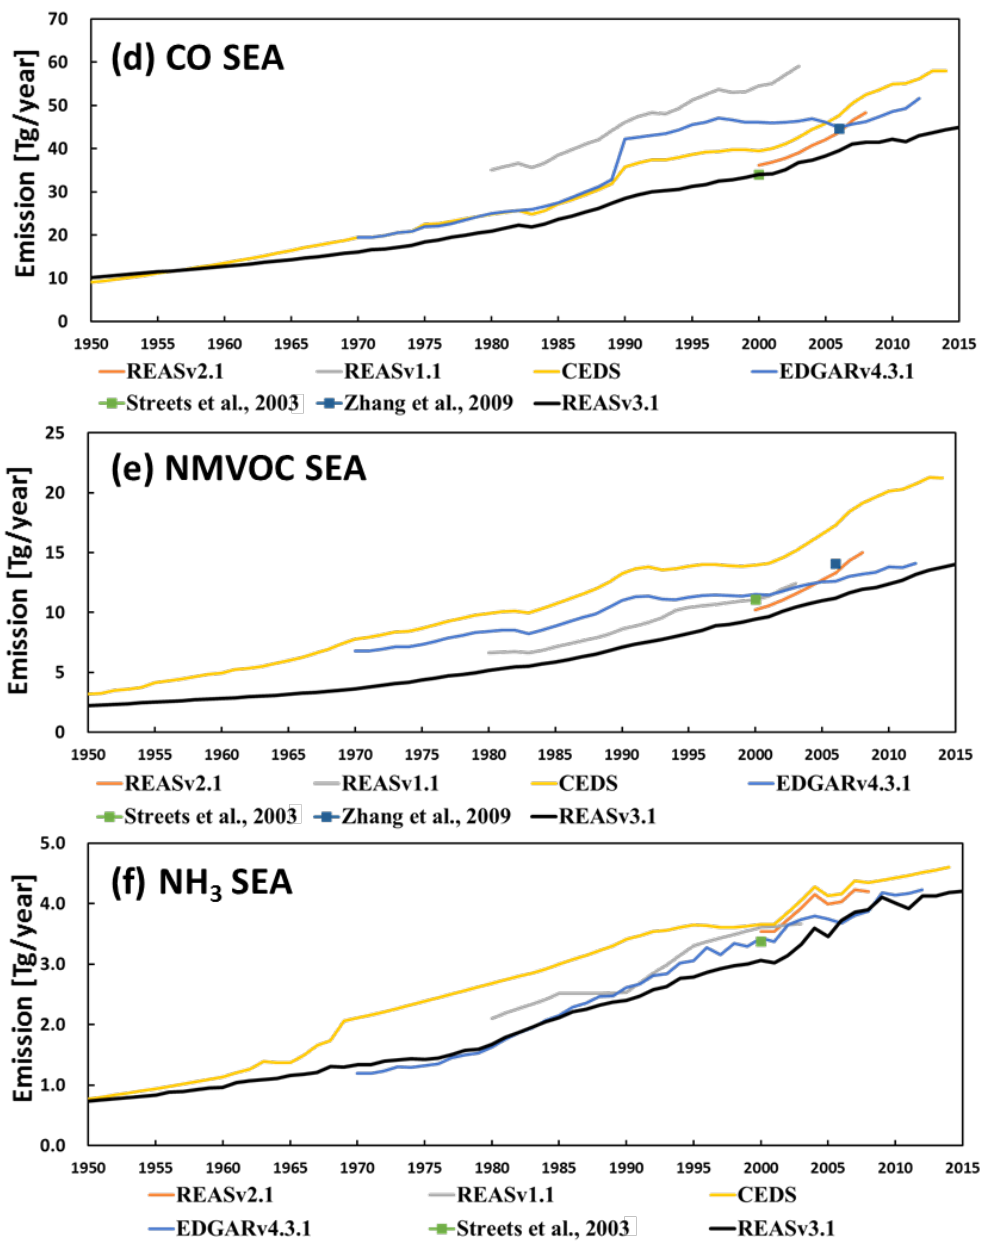 70
(d) CO SEA
60
50
40
30
20
10
0
Emission [Tg/year]
1950 1955 1960 1965 1970 1975 1980 1985 1990 1995 2000 2005 2010 2015
REASv2.1 REASv1.1 CEDS EDGARv4.3.1
Streets et al., 2003 Zhang et al., 2009 REASv3.1
25
(e) NMVOC SEA
20
15
10
5
0
Emission [Tg/year]
1950 1955 1960 1965 1970 1975 1980 1985 1990 1995 2000 2005 2010 2015
REASv2.1 REASv1.1 CEDS EDGARv4.3.1
Streets et al., 2003 Zhang et al., 2009 REASv3.1
5.0
(f) NH3 SEA
4.0
3.0
2.0
1.0
0.0
Emission [Tg/year]
1950 1955 1960 1965 1970 1975 1980 1985 1990 1995 2000 2005 2010 2015
REASv2.1 REASv1.1 CEDS
EDGARv4.3.1 Streets et al., 2003 REASv3.1